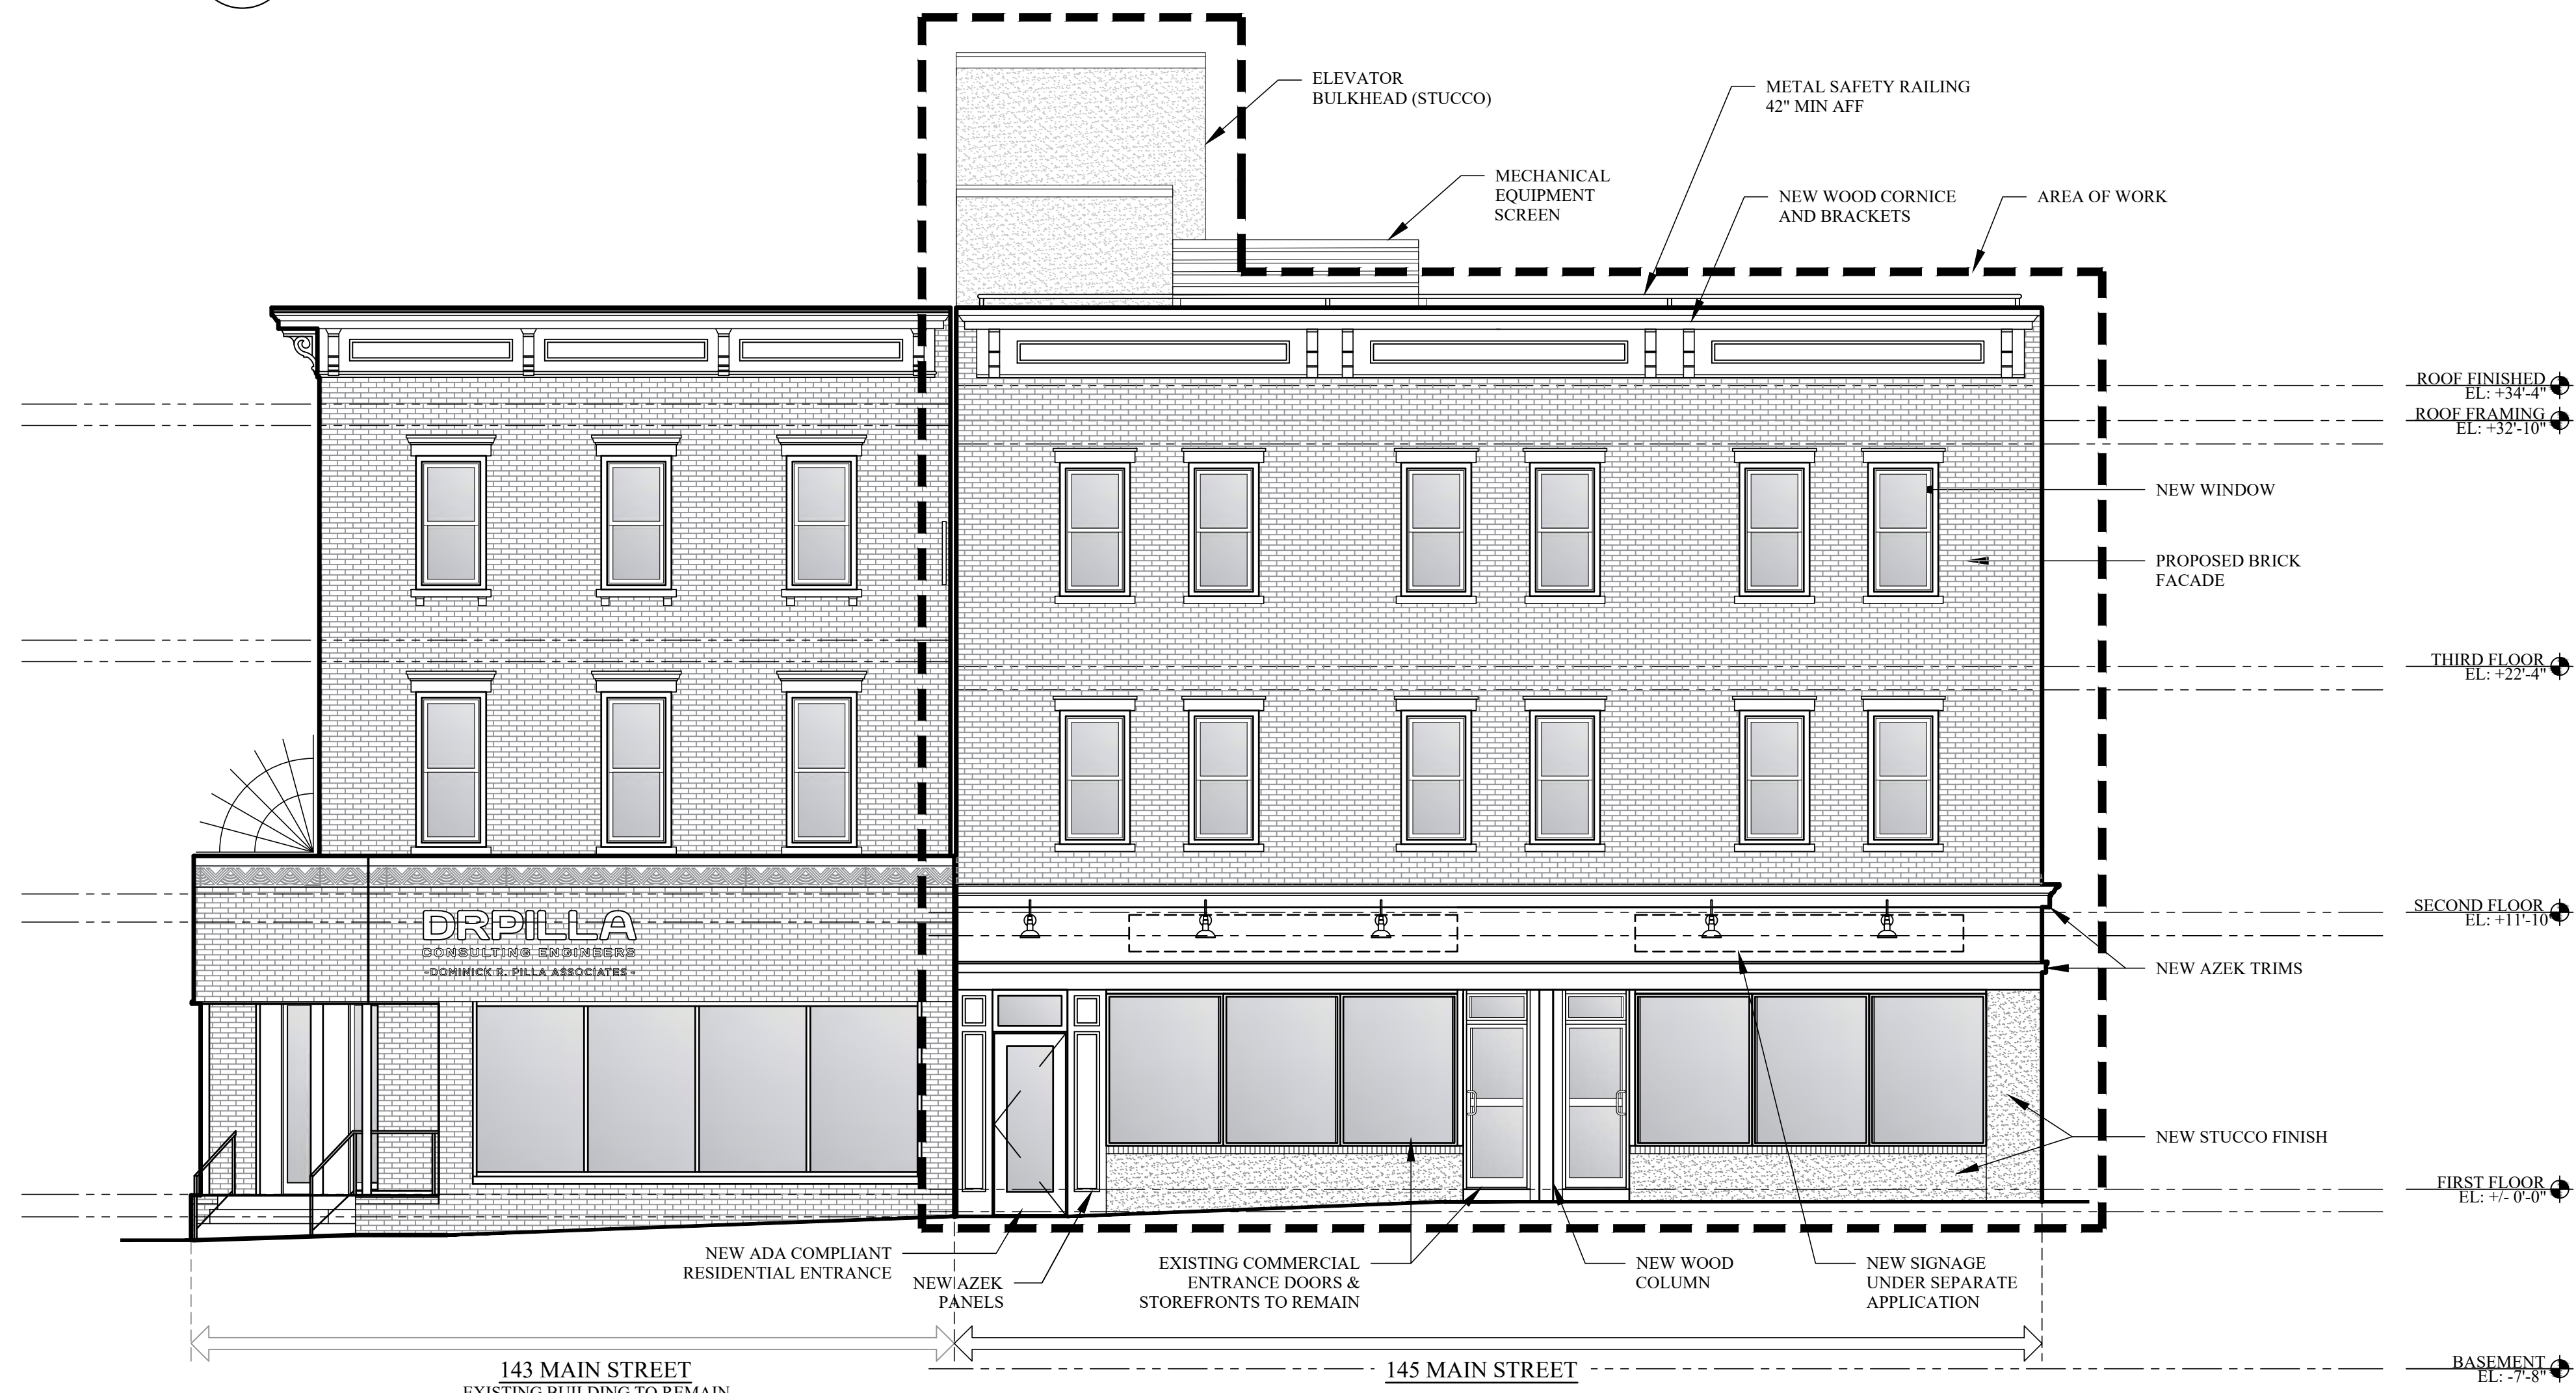 ELEVATOR
BULKHEAD (STUCCO)
METAL SAFETY RAILING
42" MIN AFF
MECHANICAL
EQUIPMENT
SCREEN
NEW WOOD CORNICE
AND BRACKETS
AREA OF WORK
ROOF FINISHED
EL: +34'-4"
ROOF FRAMING
EL: +32'-10"
NEW WINDOW
PROPOSED BRICK
FACADE
THIRD FLOOR
EL: +22'-4"
SECOND FLOOR
EL: +11'-10"
DRPILLA
CONSULTING ENGINEERS
-DOMINICK R. PILLA ASSOCIATES-
NEW AZEK TRIMS
NEW STUCCO FINISH
FIRST FLOOR
EL: +/- 0'-0"
NEW ADA COMPLIANT
RESIDENTIAL ENTRANCE
NEW AZEK
PANELS
EXISTING COMMERCIAL
ENTRANCE DOORS &
STOREFRONTS TO REMAIN
NEW WOOD
COLUMN
NEW SIGNAGE
UNDER SEPARATE
APPLICATION
143 MAIN STREET
EXISTING BUILDING TO REMAIN
145 MAIN STREET
BASEMENT
EL: -7'-8"